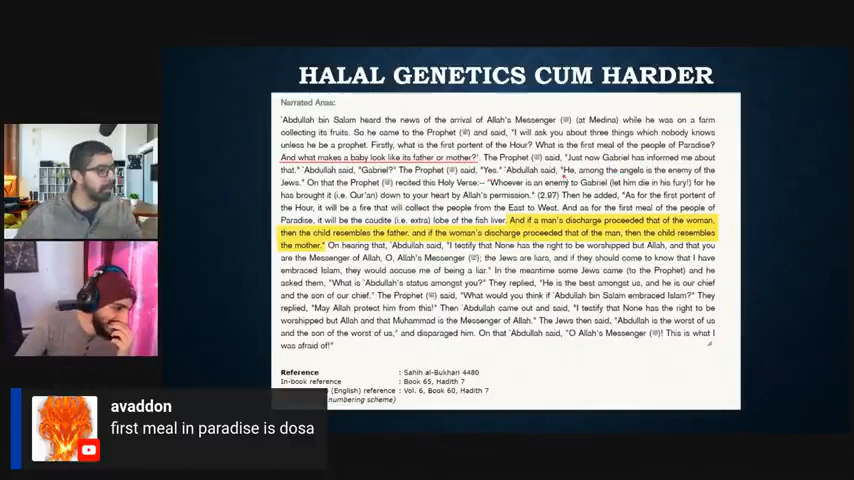 HALAL GENETICS CUM HARDER
Narrated Anas:
`Abdullah bin Salam heard the news of the arrival of Allah's Messenger (ﷺ) (at Medina) while he was on a farm
collecting its fruits. So he came to the Prophet (ﷺ) and said, "I will ask you about three things which nobody knows
unless he be a prophet. Firstly, what is the first portent of the Hour? What is the first meal of the people of Paradise?
And what makes a baby look like its father or mother?'. The Prophet (ﷺ) said, "Just now Gabriel has informed me about
that." `Abdullah said, "Gabriel?" The Prophet (ﷺ) said, "Yes." `Abdullah said, "He, among the angels is the enemy of the
Jews." On that the Prophet (ﷺ) recited this Holy Verse:-- "Whoever is an enemy to Gabriel (let him die in his fury!) for he
has brought it (i.e. Qur'an) down to your heart by Allah's permission." (2.97) Then he added, "As for the first portent of
the Hour, it will be a fire that will collect the people from the East to West. And as for the first meal of the people of
Paradise, it will be the caudite (i.e. extra) lobe of the fish liver. And if a man's discharge proceeded that of the woman,
then the child resembles the father, and if the woman's discharge proceeded that of the man, then the child resembles
the mother." On hearing that, `Abdullah said, "I testify that None has the right to be worshipped but Allah, and that you
are the Messenger of Allah, O, Allah's Messenger (ﷺ); the Jews are liars, and if they should come to know that I have
embraced Islam, they would accuse me of being a liar." In the meantime some Jews came (to the Prophet) and he
asked them, "What is `Abdullah's status amongst you?" They replied, "He is the best amongst us, and he is our chief
and the son of our chief." The Prophet (ﷺ) said, "What would you think if `Abdullah bin Salam embraced Islam?" They
replied, "May Allah protect him from this!" Then `Abdullah came out and said, "I testify that None has the right to be
worshipped but Allah and that Muhammad is the Messenger of Allah." The Jews then said, "Abdullah is the worst of us
and the son of the worst of us," and disparaged him. On that `Abdullah said, "O Allah's Messenger (ﷺ)! This is what I
was afraid of!"
Reference : Sahih al-Bukhari 4480
In-book reference : Book 65, Hadith 7
(English) reference : Vol. 6, Book 60, Hadith 7
numbering scheme)
avaddon
first meal in paradise is dosa